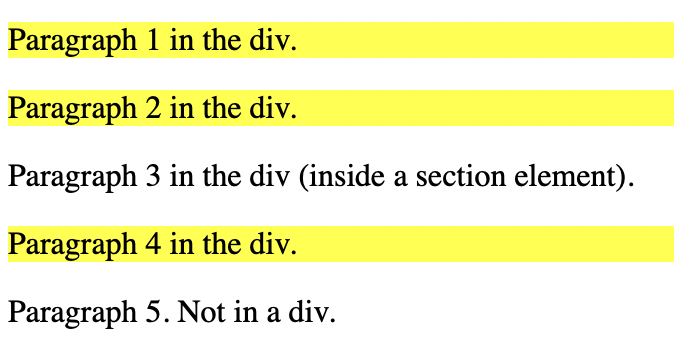 Paragraph 1 in the div.
Paragraph 2 in the div.
Paragraph 3 in the div (inside a section element).
Paragraph 4 in the div.
Paragraph 5. Not in a div.